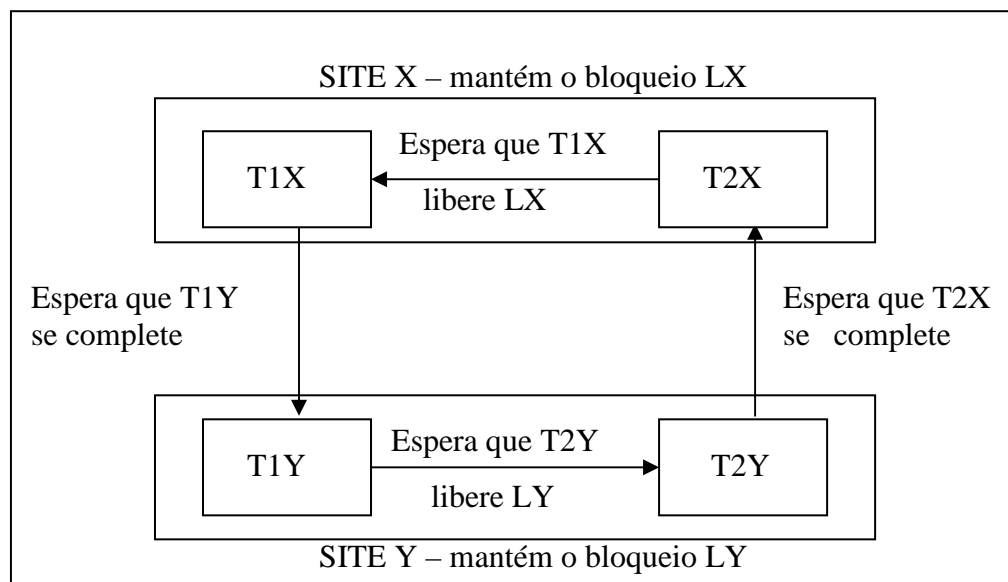 SITE X – mantém o bloqueio LX
Espera que T1X
T1X
T2X
libere LX
Espera que T1Y
se complete
Espera que T2X
se complete
Espera que T2Y
T1Y
T2Y
libere LY
SITE Y – mantém o bloqueio LY